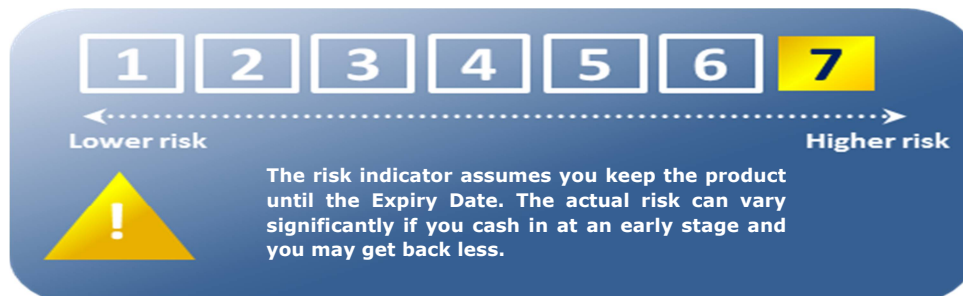 1 2 3 4 5 6 7
Lower risk Higher risk
!
The risk indicator assumes you keep the product
until the Expiry Date. The actual risk can vary
significantly if you cash in at an early stage and
you may get back less.